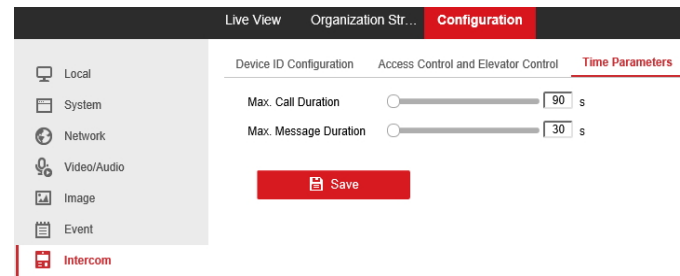 Live View Organization Str... Configuration
Device ID Configuration Access Control and Elevator Control Time Parameters
Local
System
Network
Video/Audio
Image
Event
Intercom
Max. Call Duration 90 s
Max. Message Duration 30 s
Save